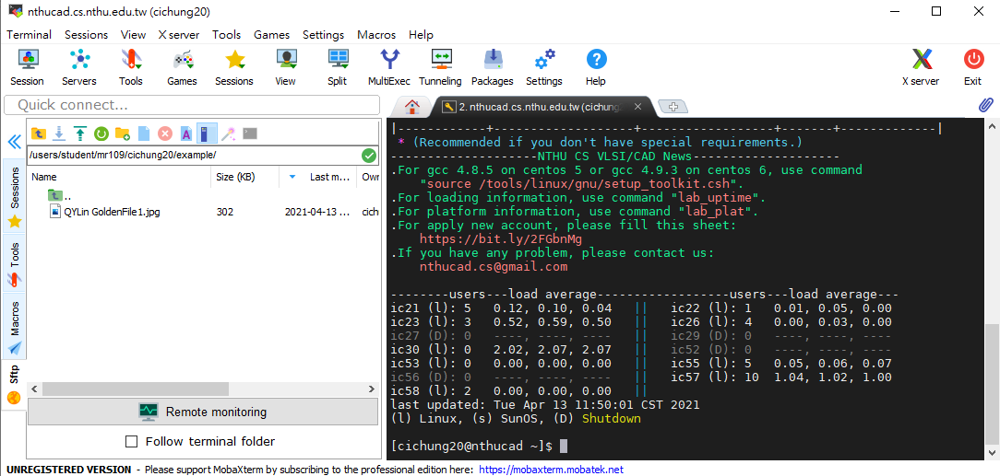 nthucad.cs.nthu.edu.tw (cichung20)
Terminal Sessions View X server Tools Games Settings Macros Help
Session Servers Tools Games Sessions View Split MultiExec Tunneling Packages Settings Help X server Exit
Quick connect...
2. nthucad.cs.nthu.edu.tw (cichung
/users/student/mr109/cichung20/example/
Name Size (KB) Last m... Own
..
QYLin GoldenFile1.jpg 302 2021-04-13 ... cich
Sessions
Tools
Macros
Sftp
Remote monitoring
Follow terminal folder
|------------+-------------------+------------------+-------+-------------|
* (Recommended if you don't have special requirements.)
--------------------NTHU CS VLSI/CAD News--------------------
.For gcc 4.8.5 on centos 5 or gcc 4.9.3 on centos 6, use command
"source /tools/linux/gnu/setup_toolkit.csh".
.For loading information, use command "lab_uptime".
.For platform information, use command "lab_plat".
.For apply new account, please fill this sheet:
https://bit.ly/2FGbnMg
.If you have any problem, please contact us:
nthucad.cs@gmail.com
--------users---load average------------------users---load average---
ic21 (l): 5 0.12, 0.10, 0.04 || ic22 (l): 1 0.01, 0.05, 0.00
ic23 (l): 3 0.52, 0.59, 0.50 || ic26 (l): 4 0.00, 0.03, 0.00
ic27 (D): 0 ----, ----, ---- || ic29 (D): 0 ----, ----, ----
ic30 (l): 0 2.02, 2.07, 2.07 || ic52 (D): 0 ----, ----, ----
ic53 (l): 0 0.00, 0.00, 0.00 || ic55 (l): 5 0.05, 0.06, 0.07
ic56 (D): 0 ----, ----, ---- || ic57 (l): 10 1.04, 1.02, 1.00
ic58 (l): 2 0.00, 0.00, 0.00 ||
last updated: Tue Apr 13 11:50:01 CST 2021
(l) Linux, (s) SunOS, (D) Shutdown
[cichung20@nthucad ~]$
UNREGISTERED VERSION - Please support MobaXterm by subscribing to the professional edition here: https://mobaxterm.mobatek.net